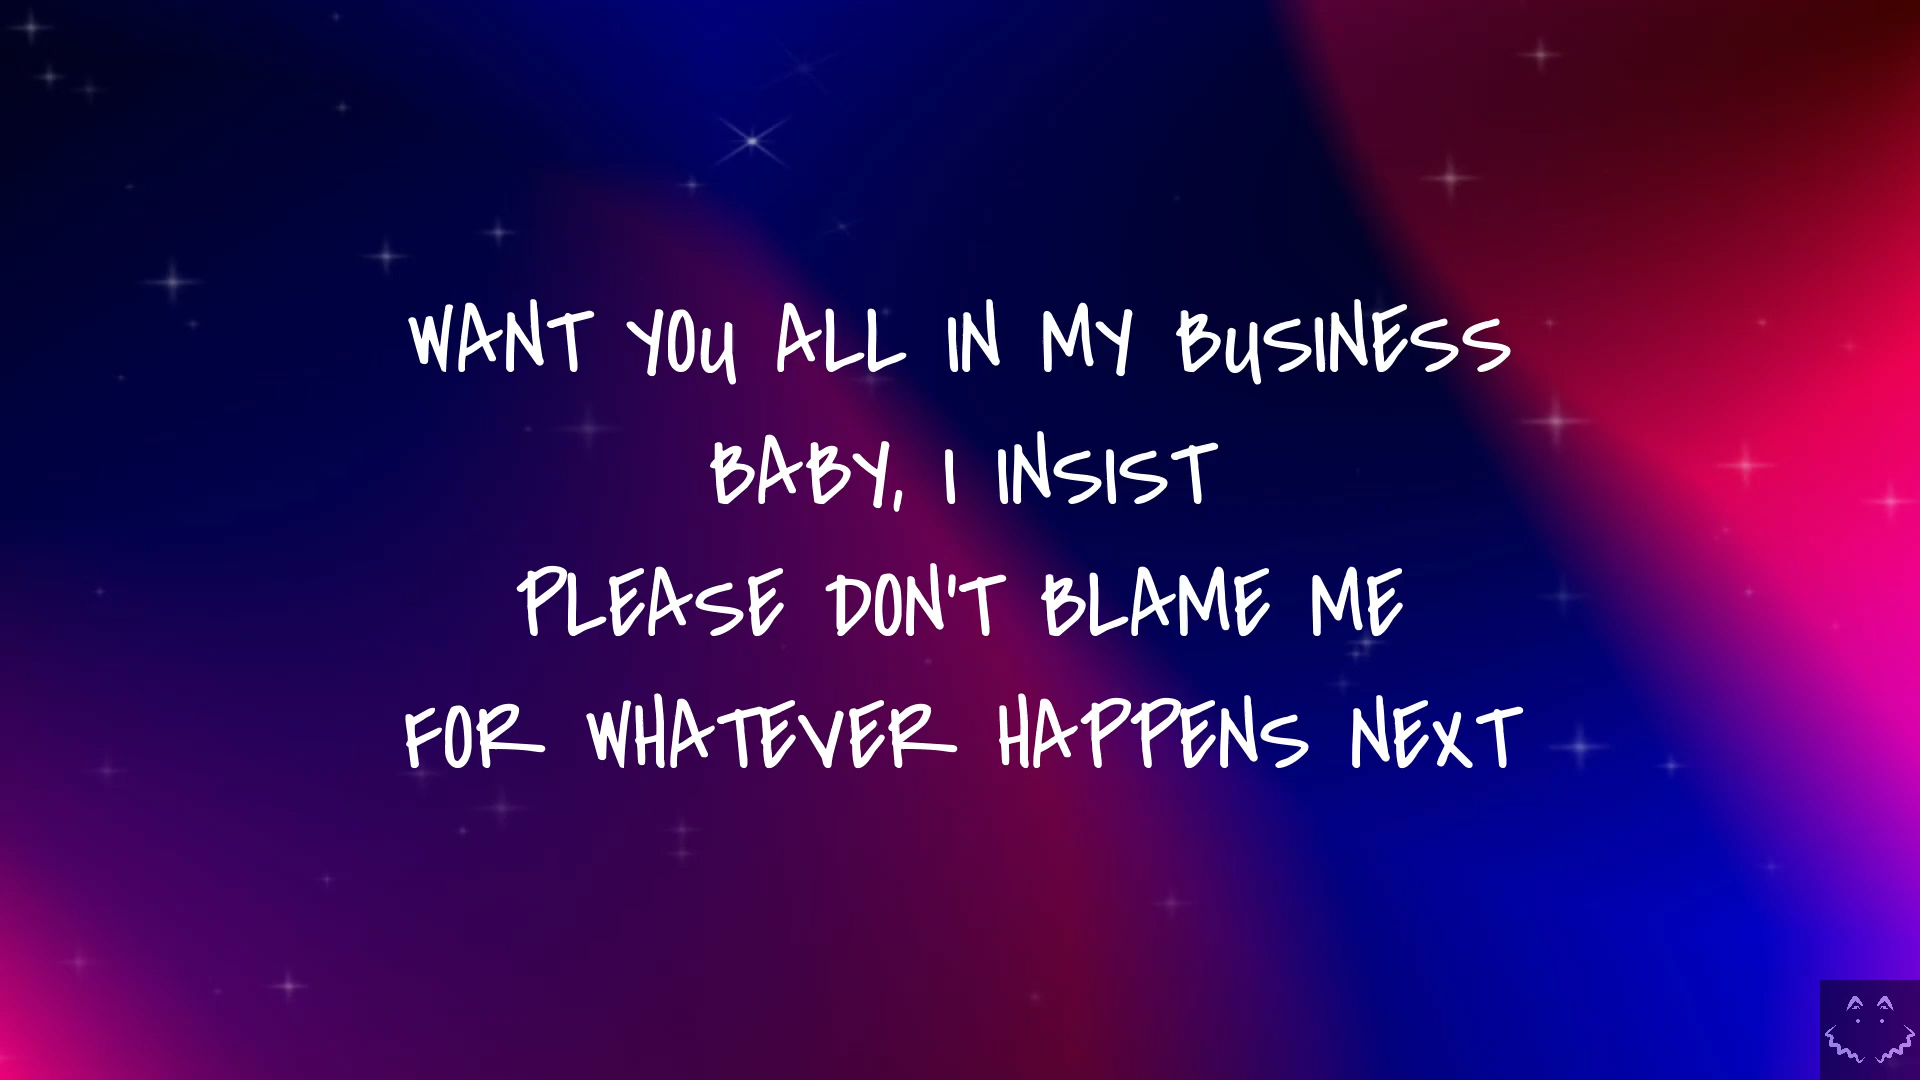 WANT YOU ALL IN MY BUSINESS
BABY, I INSIST
PLEASE DON'T BLAME ME
FOR WHATEVER HAPPENS NEXT